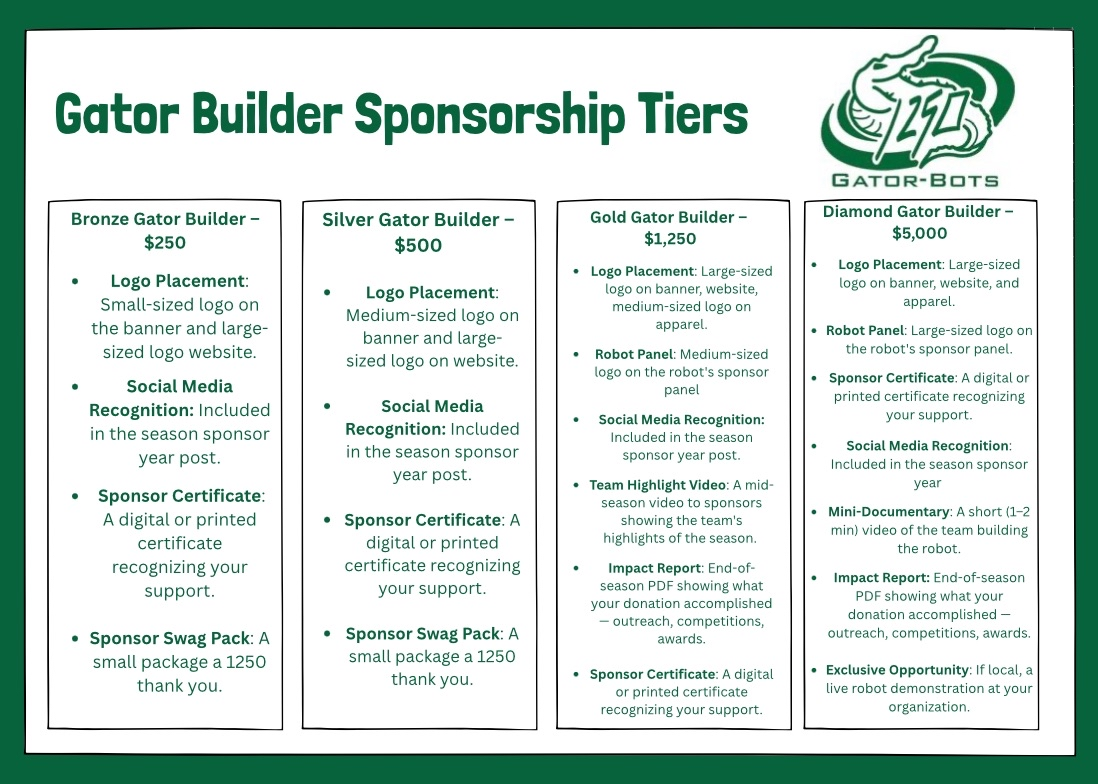 Gator Builder Sponsorship Tiers
1250
GATOR-BOTS
Bronze Gator Builder –
$250
• Logo Placement:
Small-sized logo on
the banner and large-
sized logo website.
• Social Media
Recognition: Included
in the season sponsor
year post.
• Sponsor Certificate:
A digital or printed
certificate
recognizing your
support.
• Sponsor Swag Pack: A
small package a 1250
thank you.
Silver Gator Builder –
$500
• Logo Placement:
Medium-sized logo on
banner and large-
sized logo on website.
• Social Media
Recognition: Included
in the season sponsor
year post.
• Sponsor Certificate: A
digital or printed
certificate recognizing
your support.
• Sponsor Swag Pack: A
small package a 1250
thank you.
Gold Gator Builder –
$1,250
• Logo Placement: Large-sized
logo on banner, website,
medium-sized logo on
apparel.
• Robot Panel: Medium-sized
logo on the robot's sponsor
panel
• Social Media Recognition:
Included in the season
sponsor year post.
• Team Highlight Video: A mid-
season video to sponsors
showing the team's
highlights of the season.
• Impact Report: End-of-
season PDF showing what
your donation accomplished
— outreach, competitions,
awards.
• Sponsor Certificate: A digital
or printed certificate
recognizing your support.
Diamond Gator Builder –
$5,000
• Logo Placement: Large-sized
logo on banner, website, and
apparel.
• Robot Panel: Large-sized logo on
the robot's sponsor panel.
• Sponsor Certificate: A digital or
printed certificate recognizing
your support.
• Social Media Recognition:
Included in the season sponsor
year
• Mini-Documentary: A short (1–2
min) video of the team building
the robot.
• Impact Report: End-of-season
PDF showing what your
donation accomplished —
outreach, competitions, awards.
• Exclusive Opportunity: If local, a
live robot demonstration at your
organization.